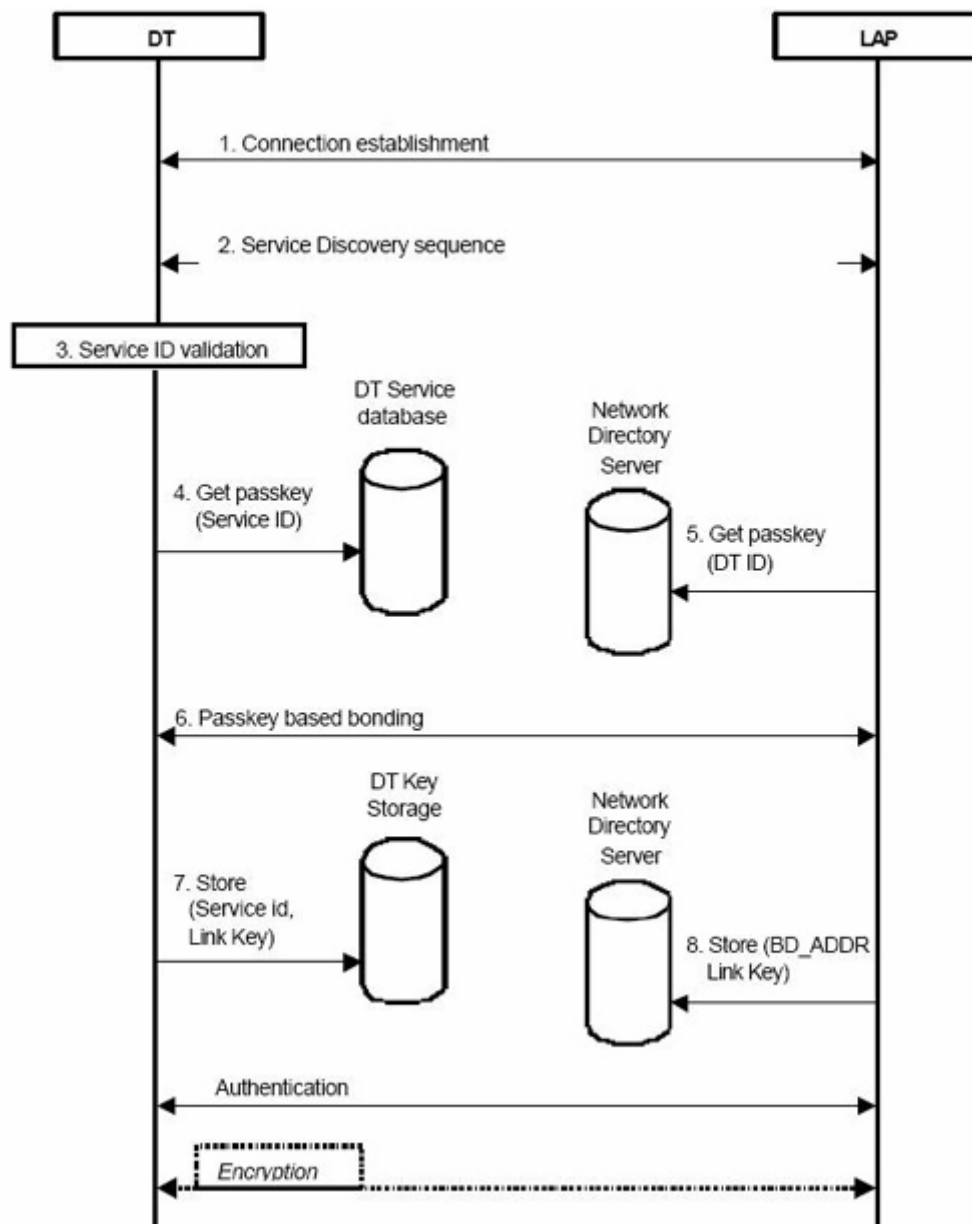 DT
LAP
1. Connection establishment
2. Service Discovery sequence
3. Service ID validation
DT Service
database
Network
Directory
Server
4. Get passkey
(Service ID)
5. Get passkey
(DT ID)
6. Passkey based bonding
DT Key
Storage
Network
Directory
Server
7. Store
(Service id,
Link Key)
8. Store (BD_ADDR
Link Key)
Authentication
Encryption